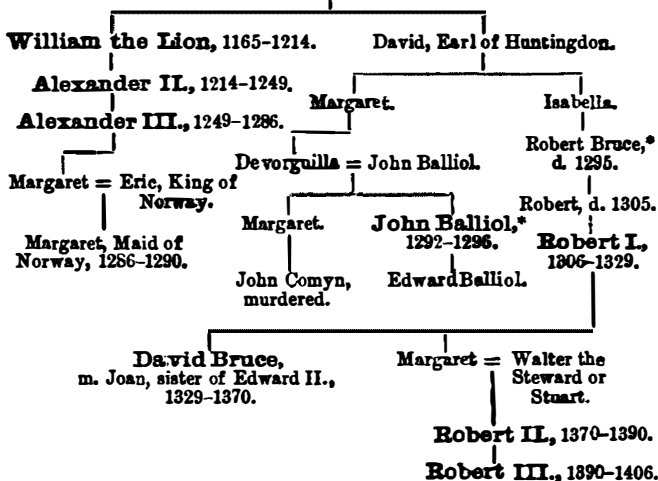 William the Lion, 1165–1214.
David, Earl of Huntingdon.
Alexander II., 1214–1249.
Margaret.
Isabella.
Alexander III., 1249–1286.
Robert Bruce,*
d. 1295.
Devorguilla = John Balliol.
Margaret = Eric, King of
Norway.
Robert, d. 1305.
Margaret.
John Balliol,*
1292–1296.
Robert I.,
1306–1329.
Margaret, Maid of
Norway, 1286–1290.
John Comyn,
murdered.
Edward Balliol.
David Bruce,
m. Joan, sister of Edward II.,
1329–1370.
Margaret = Walter the
Steward or
Stuart.
Robert II., 1370–1390.
Robert III., 1390–1406.